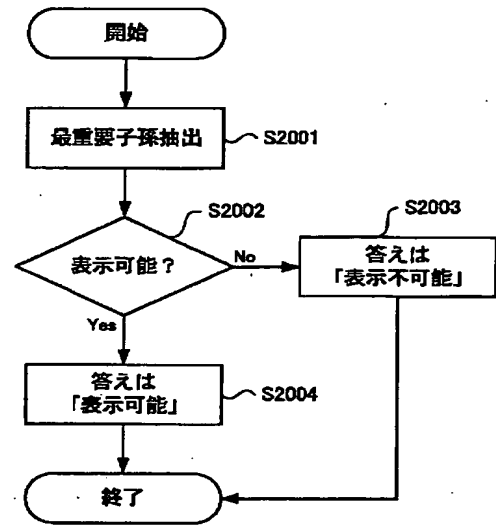 開始
最重要子孫抽出
S2001
S2002
表示可能？
No
S2003
答えは
「表示不可能」
Yes
答えは
「表示可能」
S2004
終了